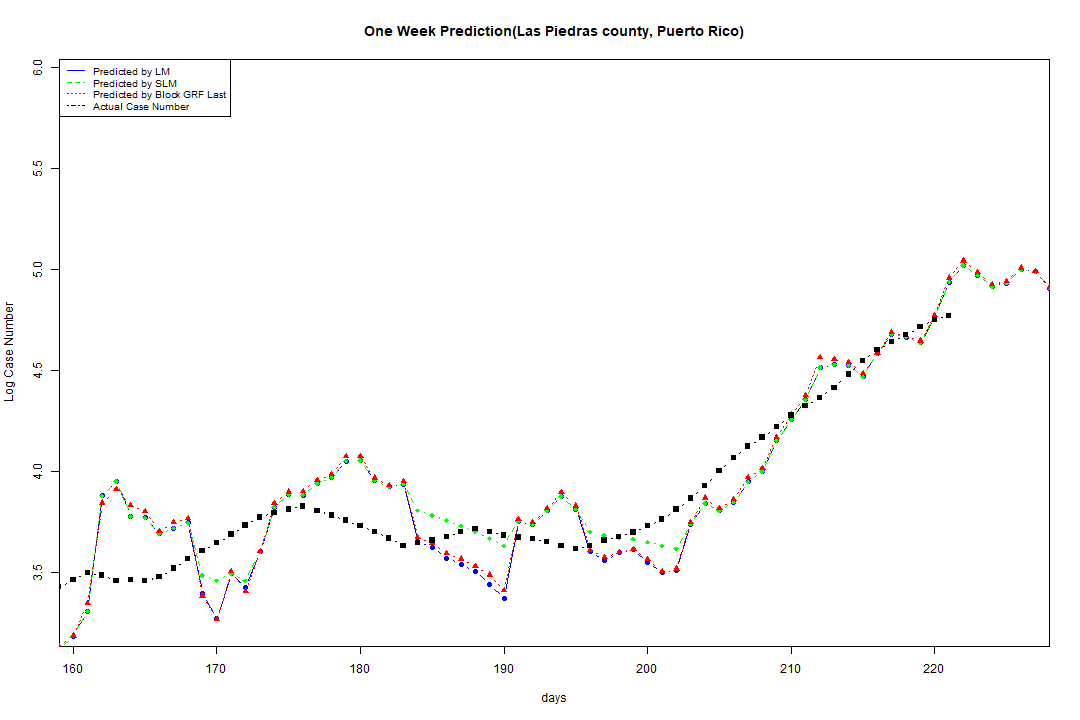 One Week Prediction(Las Piedras county, Puerto Rico)
Predicted by LM
Predicted by SLM
Predicted by Block GRF Last
Actual Case Number
6.0
5.5
5.0
4.5
4.0
3.5
Log Case Number
160 170 180 190 200 210 220
days